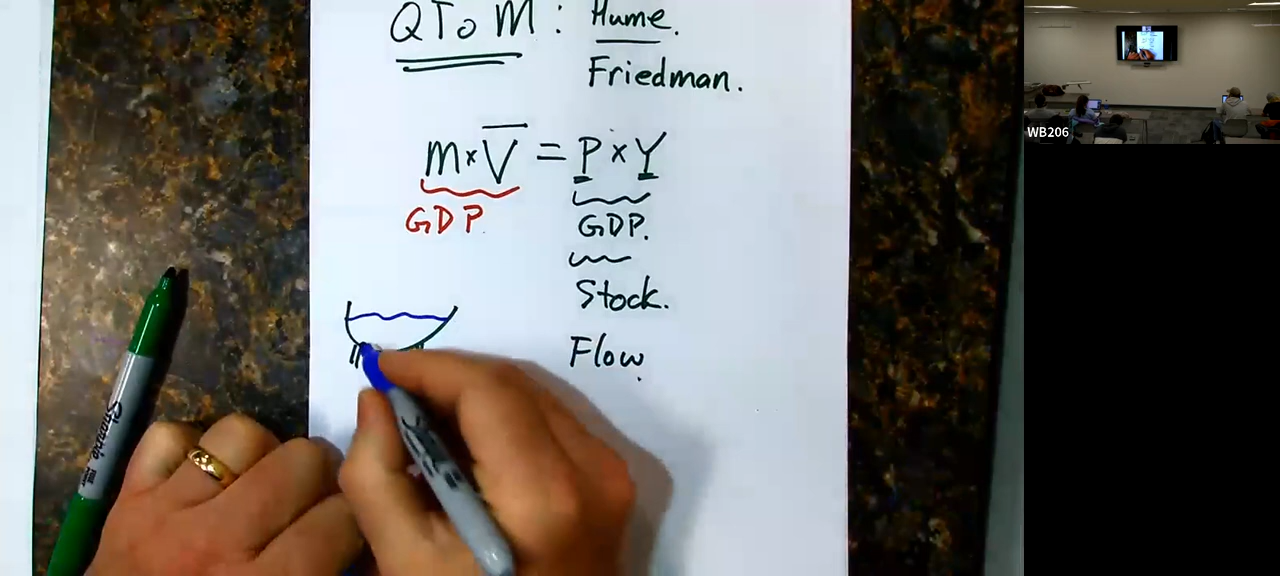 QToM: Hume.
Friedman.
M × V̅ = P × Y
GDP. GDP.
Stock.
Flow.
Sharpie
WB206